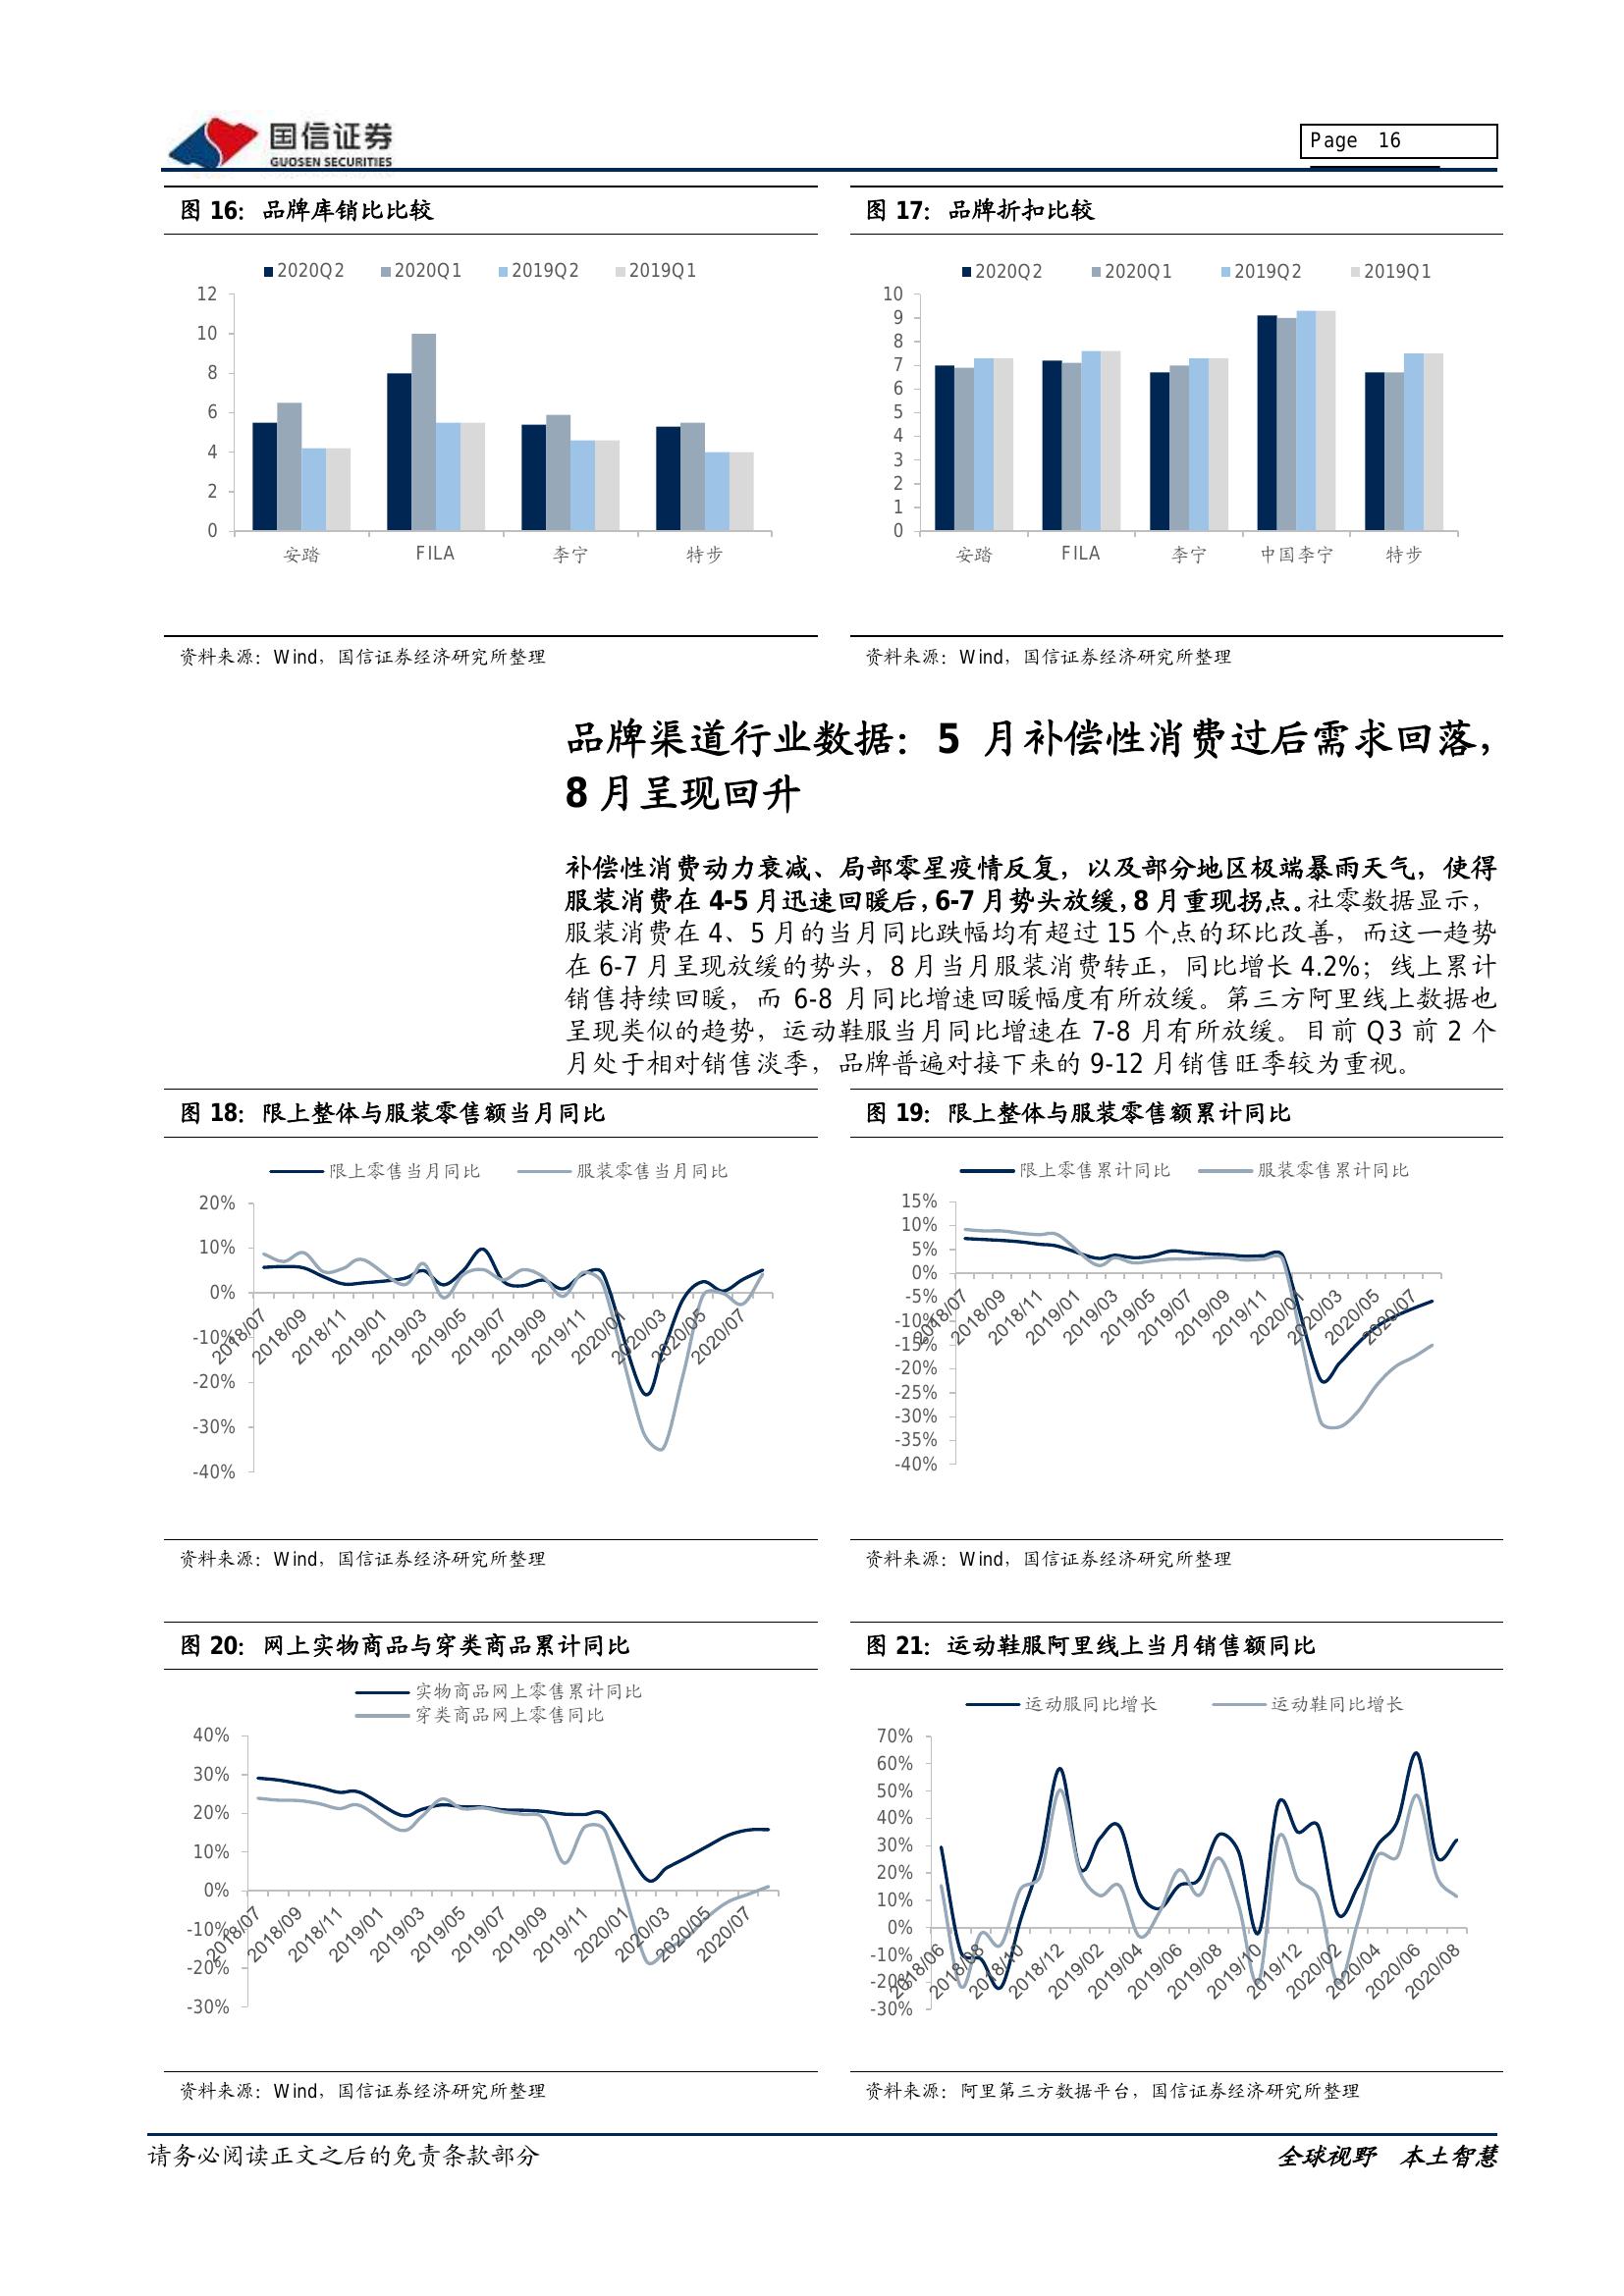 国信证券
GUOSEN SECURITIES
Page 16
图 16：品牌库销比比较
2020Q2 2020Q1 2019Q2 2019Q1
12
10
8
6
4
2
0
安踏 FILA 李宁 特步
资料来源：Wind，国信证券经济研究所整理
图 17：品牌折扣比较
2020Q2 2020Q1 2019Q2 2019Q1
10
9
8
7
6
5
4
3
2
1
0
安踏 FILA 李宁 中国李宁 特步
资料来源：Wind，国信证券经济研究所整理
品牌渠道行业数据：5 月补偿性消费过后需求回落，
8 月呈现回升
补偿性消费动力衰减、局部零星疫情反复，以及部分地区极端暴雨天气，使得
服装消费在 4-5 月迅速回暖后，6-7 月势头放缓，8 月重现拐点。社零数据显示，
服装消费在 4、5 月的当月同比跌幅均有超过 15 个点的环比改善，而这一趋势
在 6-7 月呈现放缓的势头，8 月当月服装消费转正，同比增长 4.2%；线上累计
销售持续回暖，而 6-8 月同比增速回暖幅度有所放缓。第三方阿里线上数据也
呈现类似的趋势，运动鞋服当月同比增速在 7-8 月有所放缓。目前 Q3 前 2 个
月处于相对销售淡季，品牌普遍对接下来的 9-12 月销售旺季较为重视。
图 18：限上整体与服装零售额当月同比
限上零售当月同比 服装零售当月同比
20%
10%
0%
-10%
-20%
-30%
-40%
2018/07 2018/09 2018/11 2019/01 2019/03 2019/05 2019/07 2019/09 2019/11 2020/01 2020/03 2020/05 2020/07
资料来源：Wind，国信证券经济研究所整理
图 19：限上整体与服装零售额累计同比
限上零售累计同比 服装零售累计同比
15%
10%
5%
0%
-5%
-10%
-15%
-20%
-25%
-30%
-35%
-40%
2018/07 2018/09 2018/11 2019/01 2019/03 2019/05 2019/07 2019/09 2019/11 2020/01 2020/03 2020/05 2020/07
资料来源：Wind，国信证券经济研究所整理
图 20：网上实物商品与穿类商品累计同比
实物商品网上零售累计同比
穿类商品网上零售同比
40%
30%
20%
10%
0%
-10%
-20%
-30%
2018/07 2018/09 2018/11 2019/01 2019/03 2019/05 2019/07 2019/09 2019/11 2020/01 2020/03 2020/05 2020/07
资料来源：Wind，国信证券经济研究所整理
图 21：运动鞋服阿里线上当月销售额同比
运动服同比增长 运动鞋同比增长
70%
60%
50%
40%
30%
20%
10%
0%
-10%
-20%
-30%
2018/06 2018/08 2018/10 2018/12 2019/02 2019/04 2019/06 2019/08 2019/10 2019/12 2020/02 2020/04 2020/06 2020/08
资料来源：阿里第三方数据平台，国信证券经济研究所整理
请务必阅读正文之后的免责条款部分
全球视野 本土智慧